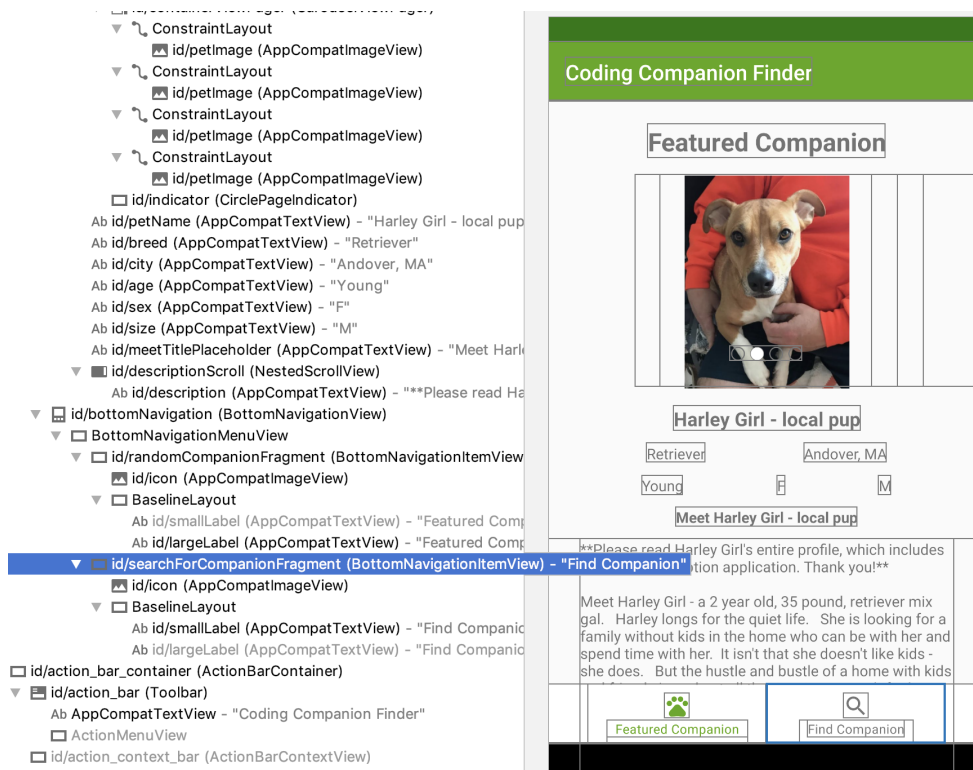 ConstraintLayout
id/petImage (AppCompatImageView)
ConstraintLayout
id/petImage (AppCompatImageView)
ConstraintLayout
id/petImage (AppCompatImageView)
ConstraintLayout
id/petImage (AppCompatImageView)
id/indicator (CirclePageIndicator)
Ab id/petName (AppCompatTextView) - "Harley Girl - local pup
Ab id/breed (AppCompatTextView) - "Retriever"
Ab id/city (AppCompatTextView) - "Andover, MA"
Ab id/age (AppCompatTextView) - "Young"
Ab id/sex (AppCompatTextView) - "F"
Ab id/size (AppCompatTextView) - "M"
Ab id/meetTitlePlaceholder (AppCompatTextView) - "Meet Harl
id/descriptionScroll (NestedScrollView)
Ab id/description (AppCompatTextView) - "**Please read Ha
id/bottomNavigation (BottomNavigationView)
BottomNavigationMenuView
id/randomCompanionFragment (BottomNavigationItemView
id/icon (AppCompatImageView)
BaselineLayout
Ab id/smallLabel (AppCompatTextView) - "Featured Comp
Ab id/largeLabel (AppCompatTextView) - "Featured Comp
id/searchForCompanionFragment (BottomNavigationItemView) - "Find Companion"
id/icon (AppCompatImageView)
BaselineLayout
Ab id/smallLabel (AppCompatTextView) - "Find Companic
Ab id/largeLabel (AppCompatTextView) - "Find Companic
id/action_bar_container (ActionBarContainer)
id/action_bar (Toolbar)
Ab AppCompatTextView - "Coding Companion Finder"
ActionMenuView
id/action_context_bar (ActionBarContextView)
Coding Companion Finder
Featured Companion
Harley Girl - local pup
Retriever
Andover, MA
Young
F
M
Meet Harley Girl - local pup
**Please read Harley Girl's entire profile, which includes
ption application. Thank you!**
Meet Harley Girl - a 2 year old, 35 pound, retriever mix
gal. Harley longs for the quiet life. She is looking for a
family without kids in the home who can be with her and
spend time with her. It isn't that she doesn't like kids -
she does. But the hustle and bustle of a home with kids
Featured Companion
Find Companion